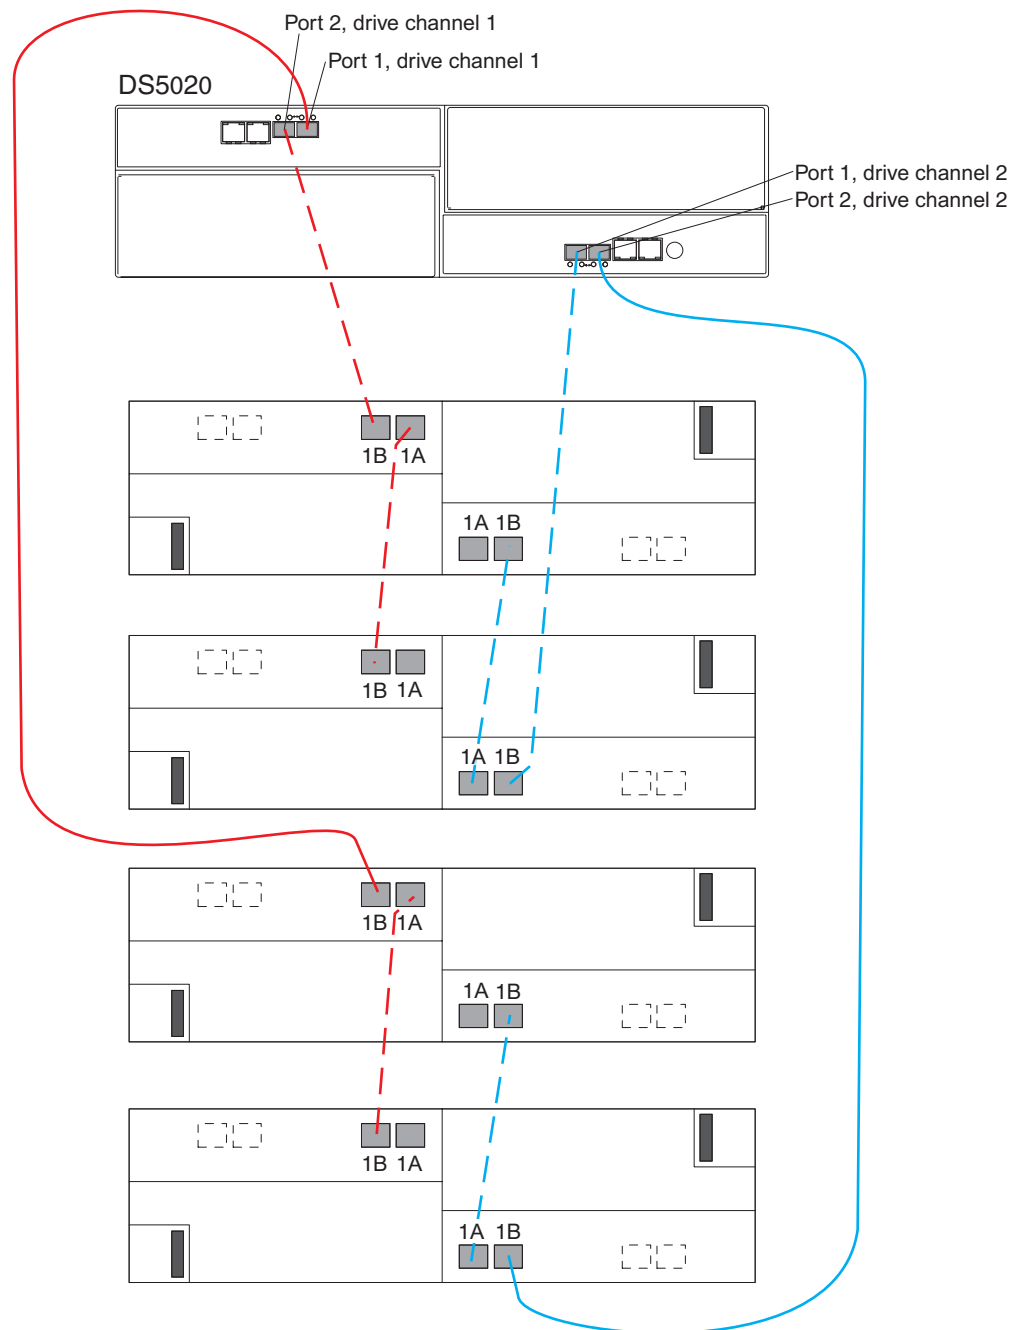 Port 2, drive channel 1
Port 1, drive channel 1
DS5020
Port 1, drive channel 2
Port 2, drive channel 2
1B 1A
1A 1B
1B 1A
1A 1B
1B 1A
1A 1B
1B 1A
1A 1B